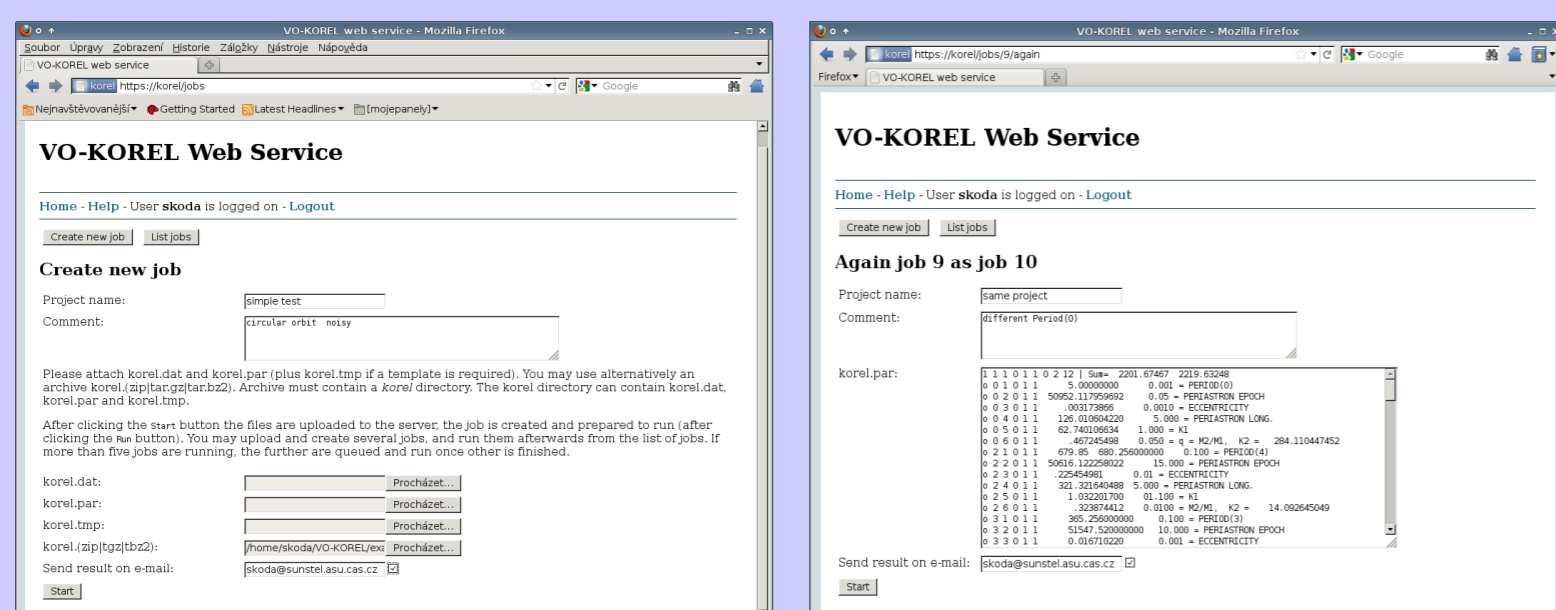 VO-KOREL web service - Mozilla Firefox
Soubor Úpravy Zobrazení Historie Záložky Nástroje Nápověda
VO-KOREL web service
korel https://korel/jobs
Google
Nejnavštěvovanější Getting Started Latest Headlines [mojepanely]
VO-KOREL Web Service
Home - Help - User skoda is logged on - Logout
Create new job List jobs
Create new job
Project name: simple test
Comment: circular orbit noisy
Please attach korel.dat and korel.par (plus korel.tmp if a template is required). You may use alternatively an
archive korel.(zip|tar.gz|tar.bz2). Archive must contain a korel directory. The korel directory can contain korel.dat,
korel.par and korel.tmp.
After clicking the Start button the files are uploaded to the server, the job is created and prepared to run (after
clicking the Run button). You may upload and create several jobs, and run them afterwards from the list of jobs. If
more than five jobs are running, the further are queued and run once other is finished.
korel.dat: Procházet...
korel.par: Procházet...
korel.tmp: Procházet...
korel.(zip|tgz|tbz2): /home/skoda/VO-KOREL/exa Procházet...
Send result on e-mail: skoda@sunstel.asu.cas.cz
Start
VO-KOREL web service - Mozilla Firefox
korel https://korel/jobs/9/again
Google
Firefox VO-KOREL web service
VO-KOREL Web Service
Home - Help - User skoda is logged on - Logout
Create new job List jobs
Again job 9 as job 10
Project name: same project
Comment: different Period(0)
korel.par:
1 1 1 0 1 1 0 2 12 | Sum= 2201.67467 2219.63248
o 0 1 0 1 1 5.00000000 0.001 = PERIOD(0)
o 0 2 0 1 1 50952.117959692 0.05 = PERIASTRON EPOCH
o 0 3 0 1 1 .003173866 0.0010 = ECCENTRICITY
o 0 4 0 1 1 126.010604220 5.000 = PERIASTRON LONG.
o 0 5 0 1 1 62.740106634 1.000 = K1
o 0 6 0 1 1 .467245498 0.050 = q = M2/M1, K2 = 284.110447452
o 2 1 0 1 1 679.85 680.256000000 0.100 = PERIOD(4)
o 2 2 0 1 1 50616.122258022 15.000 = PERIASTRON EPOCH
o 2 3 0 1 1 .225454981 0.01 = ECCENTRICITY
o 2 4 0 1 1 321.321640488 5.000 = PERIASTRON LONG.
o 2 5 0 1 1 1.032201700 01.100 = K1
o 2 6 0 1 1 .323874412 0.0100 = M2/M1, K2 = 14.092645049
o 3 1 0 1 1 365.256000000 0.100 = PERIOD(3)
o 3 2 0 1 1 51547.520000000 10.000 = PERIASTRON EPOCH
o 3 3 0 1 1 0.016710220 0.001 = ECCENTRICITY
Send result on e-mail: skoda@sunstel.asu.cas.cz
Start